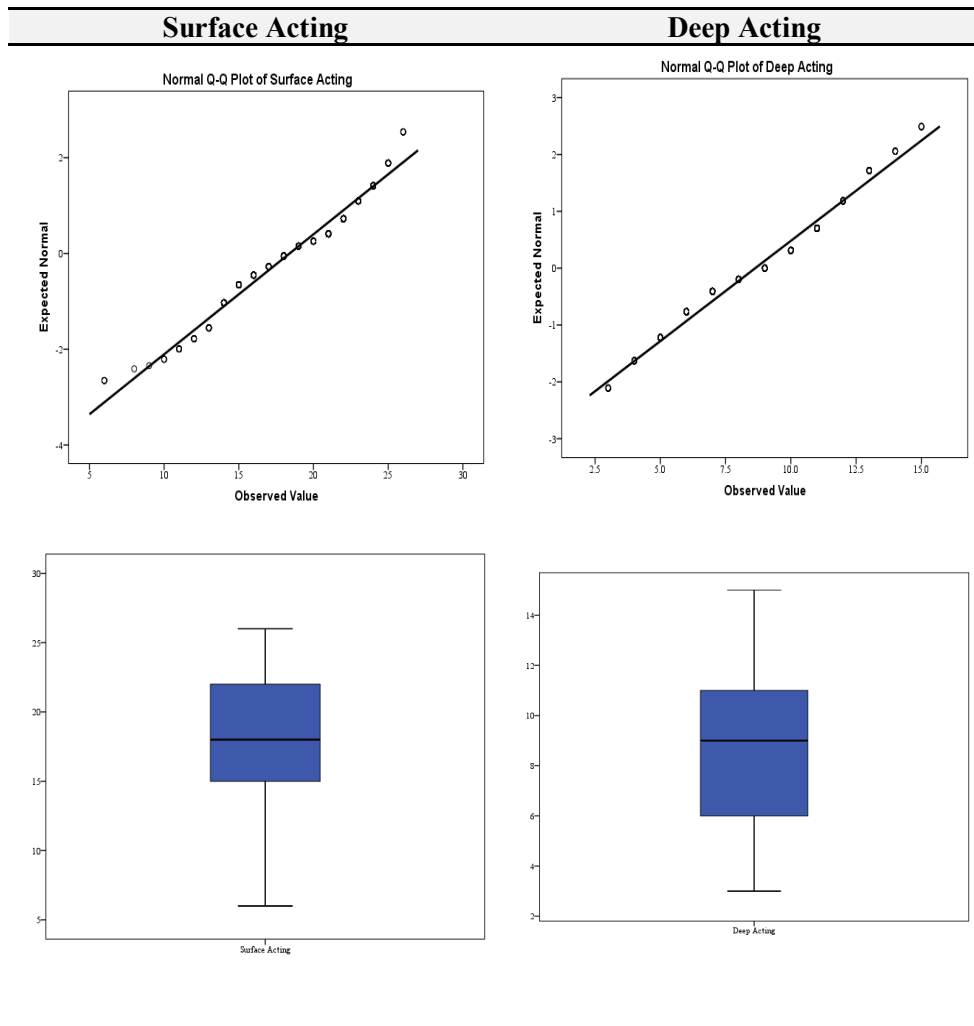 Surface Acting Deep Acting
Normal Q-Q Plot of Surface Acting
2
0
-2
-4
Expected Normal
5 10 15 20 25 30
Observed Value
Normal Q-Q Plot of Deep Acting
3
2
1
0
-1
-2
-3
Expected Normal
2.5 5.0 7.5 10.0 12.5 15.0
Observed Value
30
25
20
15
10
5
Surface Acting
14
12
10
8
6
4
2
Deep Acting